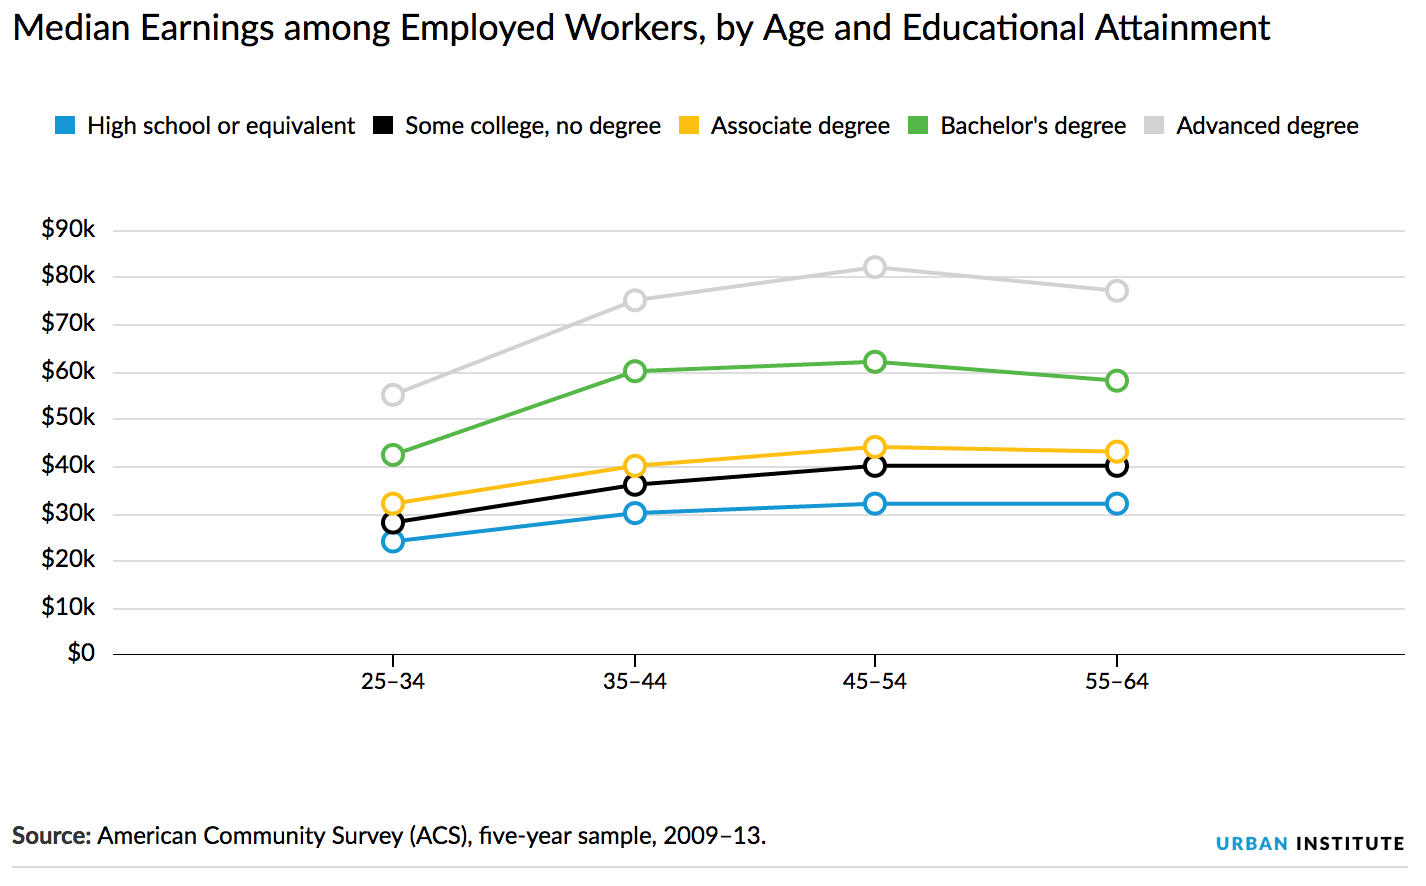 Median Earnings among Employed Workers, by Age and Educational Attainment
High school or equivalent Some college, no degree Associate degree Bachelor's degree Advanced degree
$90k
$80k
$70k
$60k
$50k
$40k
$30k
$20k
$10k
$0
25–34 35–44 45–54 55–64
Source: American Community Survey (ACS), five-year sample, 2009–13.
URBAN INSTITUTE